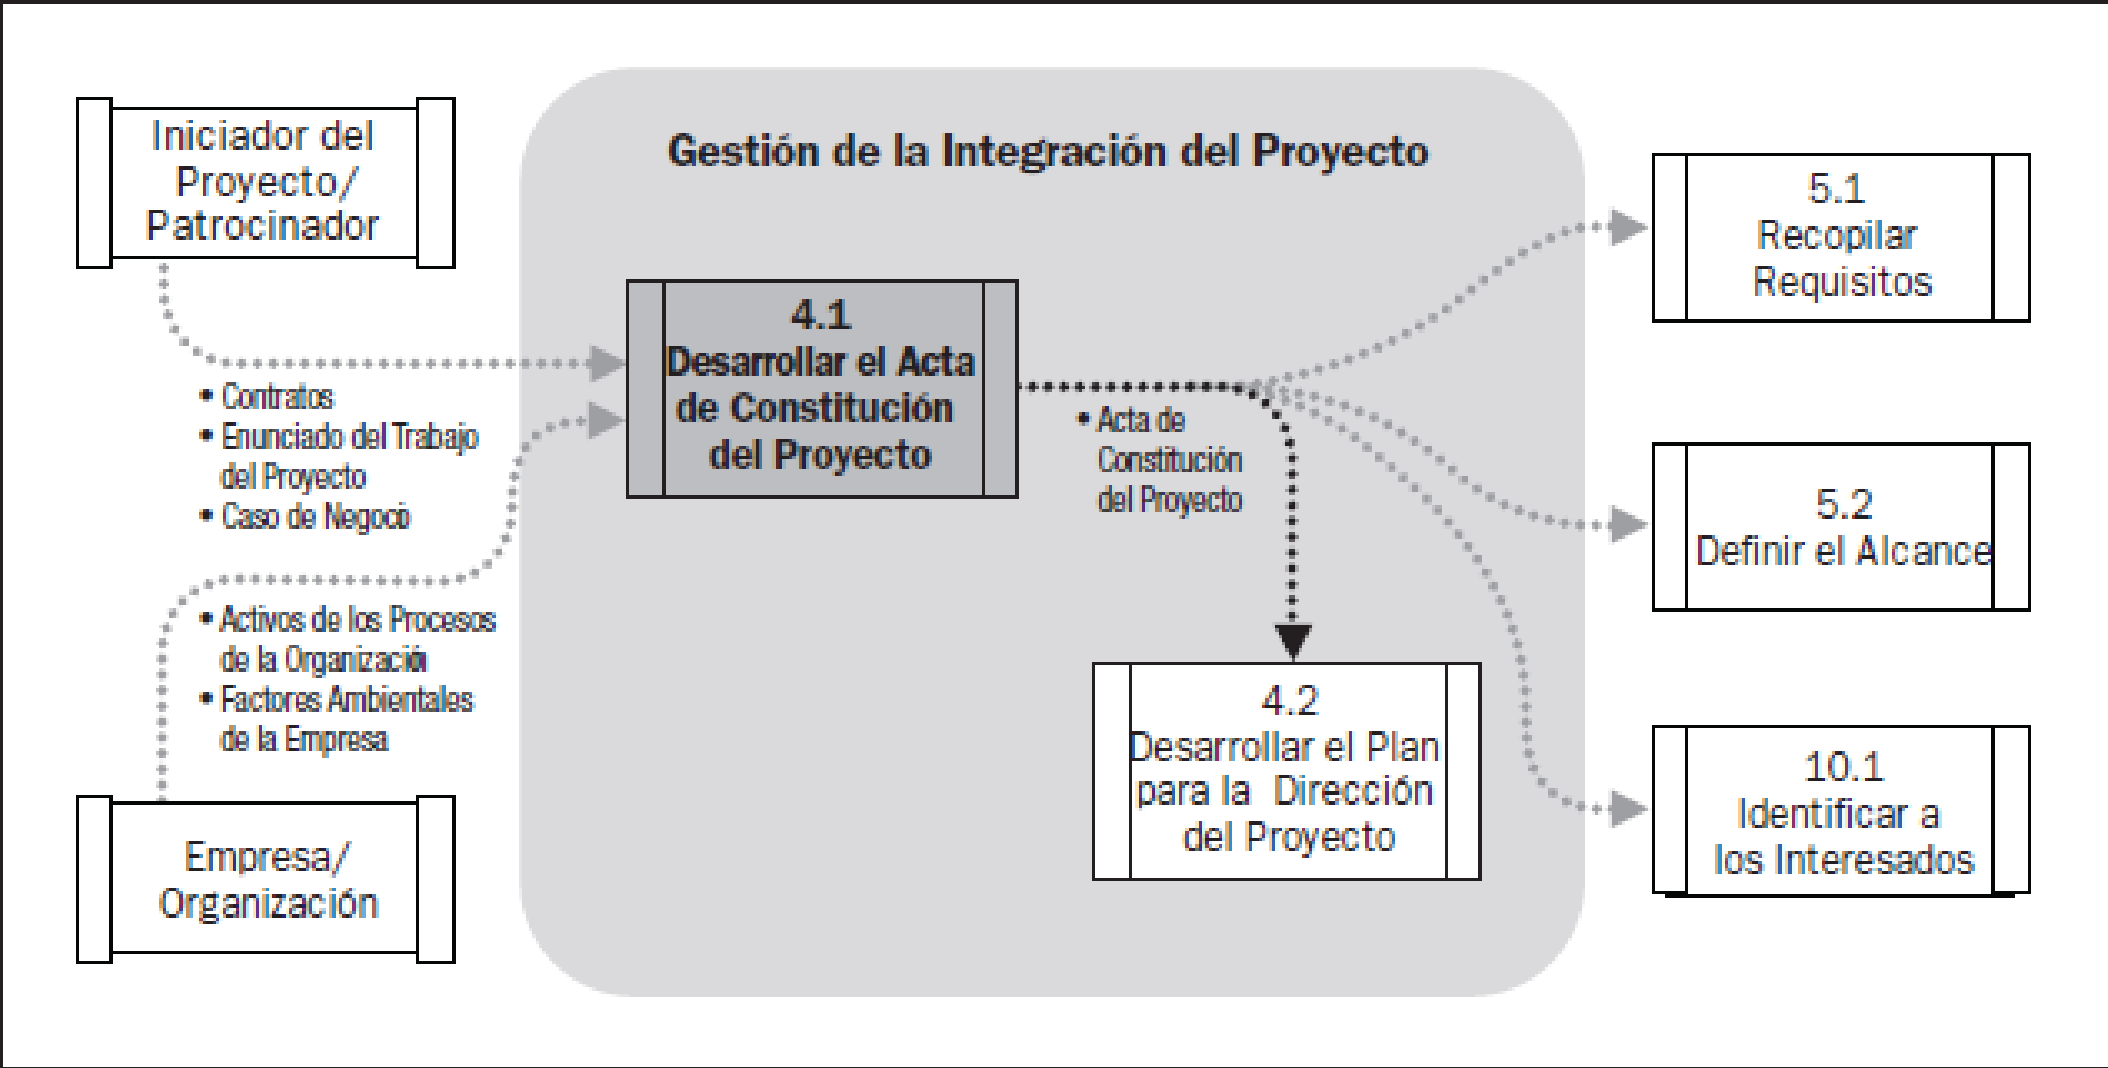 Iniciador del
Proyecto/
Patrocinador
• Contratos
• Enunciado del Trabajo
del Proyecto
• Caso de Negocio
• Activos de los Procesos
de la Organización
• Factores Ambientales
de la Empresa
Empresa/
Organización
Gestión de la Integración del Proyecto
4.1
Desarrollar el Acta
de Constitución
del Proyecto
• Acta de
Constitución
del Proyecto
4.2
Desarrollar el Plan
para la Dirección
del Proyecto
5.1
Recopilar
Requisitos
5.2
Definir el Alcance
10.1
Identificar a
los Interesados